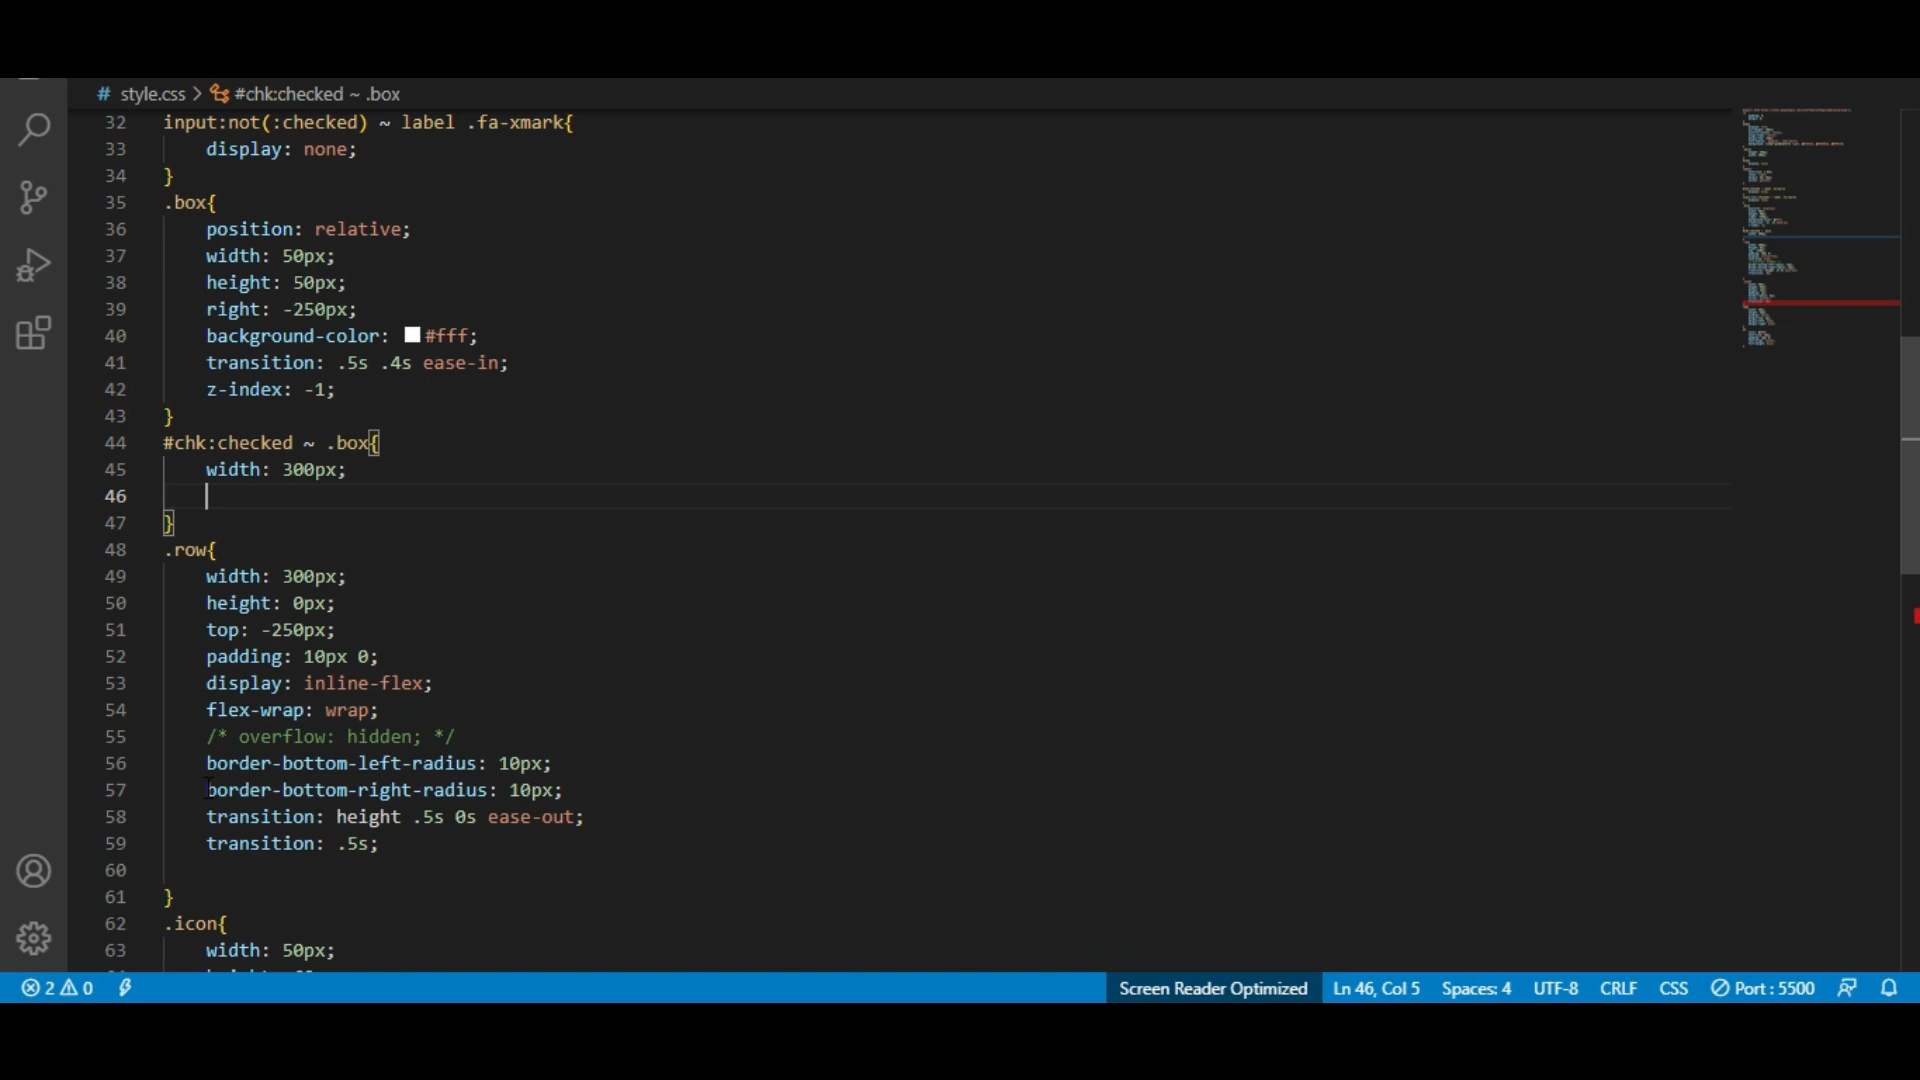 # style.css > #chk:checked ~ .box
32 input:not(:checked) ~ label .fa-xmark{
33 display: none;
34 }
35 .box{
36 position: relative;
37 width: 50px;
38 height: 50px;
39 right: -250px;
40 background-color: #fff;
41 transition: .5s .4s ease-in;
42 z-index: -1;
43 }
44 #chk:checked ~ .box{
45 width: 300px;
46
47 }
48 .row{
49 width: 300px;
50 height: 0px;
51 top: -250px;
52 padding: 10px 0;
53 display: inline-flex;
54 flex-wrap: wrap;
55 /* overflow: hidden; */
56 border-bottom-left-radius: 10px;
57 border-bottom-right-radius: 10px;
58 transition: height .5s 0s ease-out;
59 transition: .5s;
60
61 }
62 .icon{
63 width: 50px;
2 0 Screen Reader Optimized Ln 46, Col 5 Spaces: 4 UTF-8 CRLF CSS Port : 5500